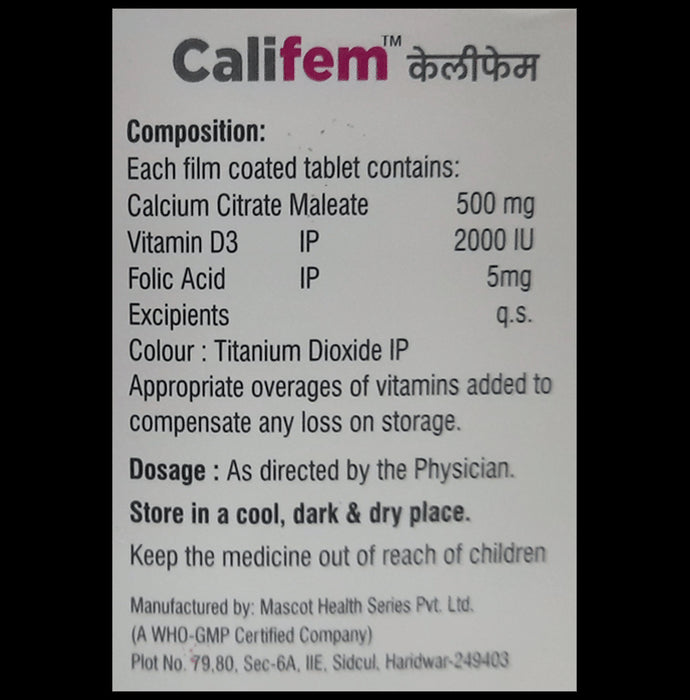 Califem™ केलीफेम
Composition:
Each film coated tablet contains:
Calcium Citrate Maleate 500 mg
Vitamin D3 IP 2000 IU
Folic Acid IP 5mg
Excipients q.s.
Colour : Titanium Dioxide IP
Appropriate overages of vitamins added to
compensate any loss on storage.
Dosage : As directed by the Physician.
Store in a cool, dark & dry place.
Keep the medicine out of reach of children
Manufactured by: Mascot Health Series Pvt. Ltd.
(A WHO-GMP Certified Company)
Plot No. 79,80, Sec-6A, IIE, Sidcul, Haridwar-249403